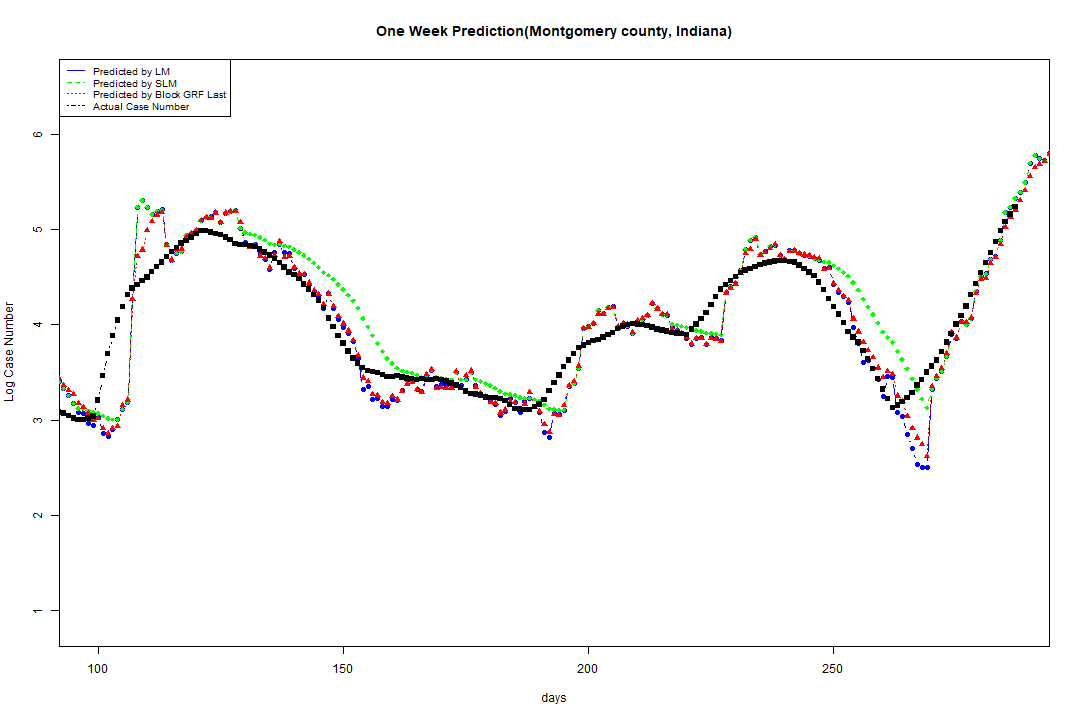 One Week Prediction(Montgomery county, Indiana)
Predicted by LM
Predicted by SLM
Predicted by Block GRF Last
Actual Case Number
Log Case Number
6
5
4
3
2
1
100 150 200 250
days